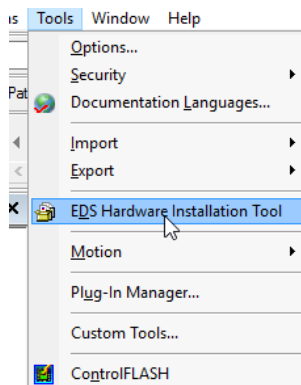 ns Tools Window Help
Options...
Security
Pat
Documentation Languages...
Import
Export
EDS Hardware Installation Tool
Motion
Plug-In Manager...
Custom Tools...
ControlFLASH